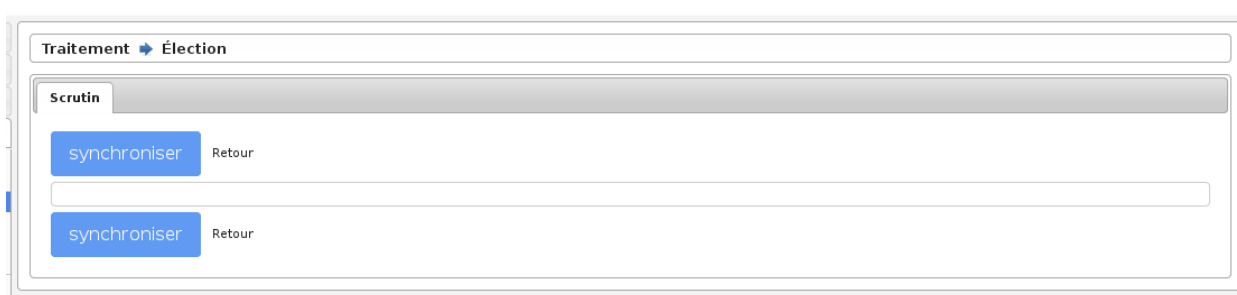 Traitement Élection
Scrutin
synchroniser Retour
synchroniser Retour